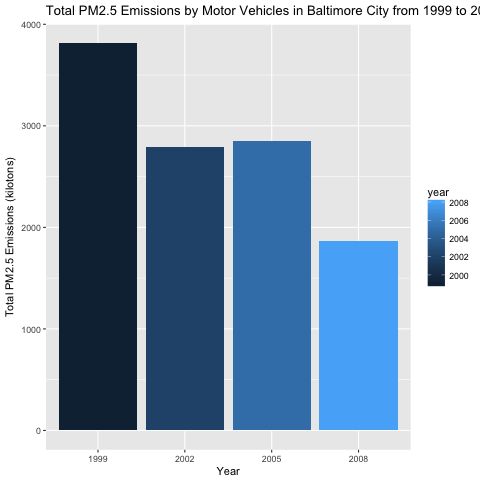 Total PM2.5 Emissions by Motor Vehicles in Baltimore City from 1999 to 20
4000
3000
2000
1000
0
Total PM2.5 Emissions (kilotons)
1999 2002 2005 2008
Year
year
2008
2006
2004
2002
2000